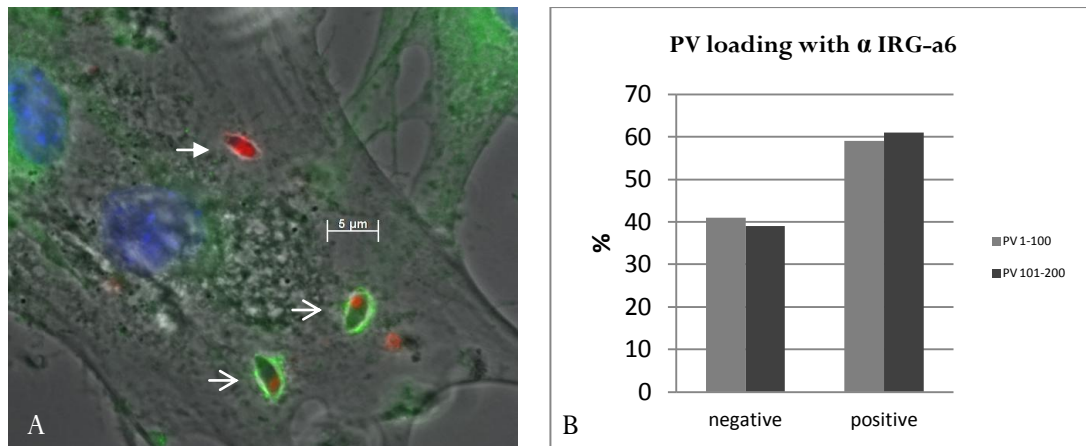 5 µm
A
PV loading with α IRG-a6
%
70
60
50
40
30
20
10
0
negative positive
PV 1-100
PV 101-200
B